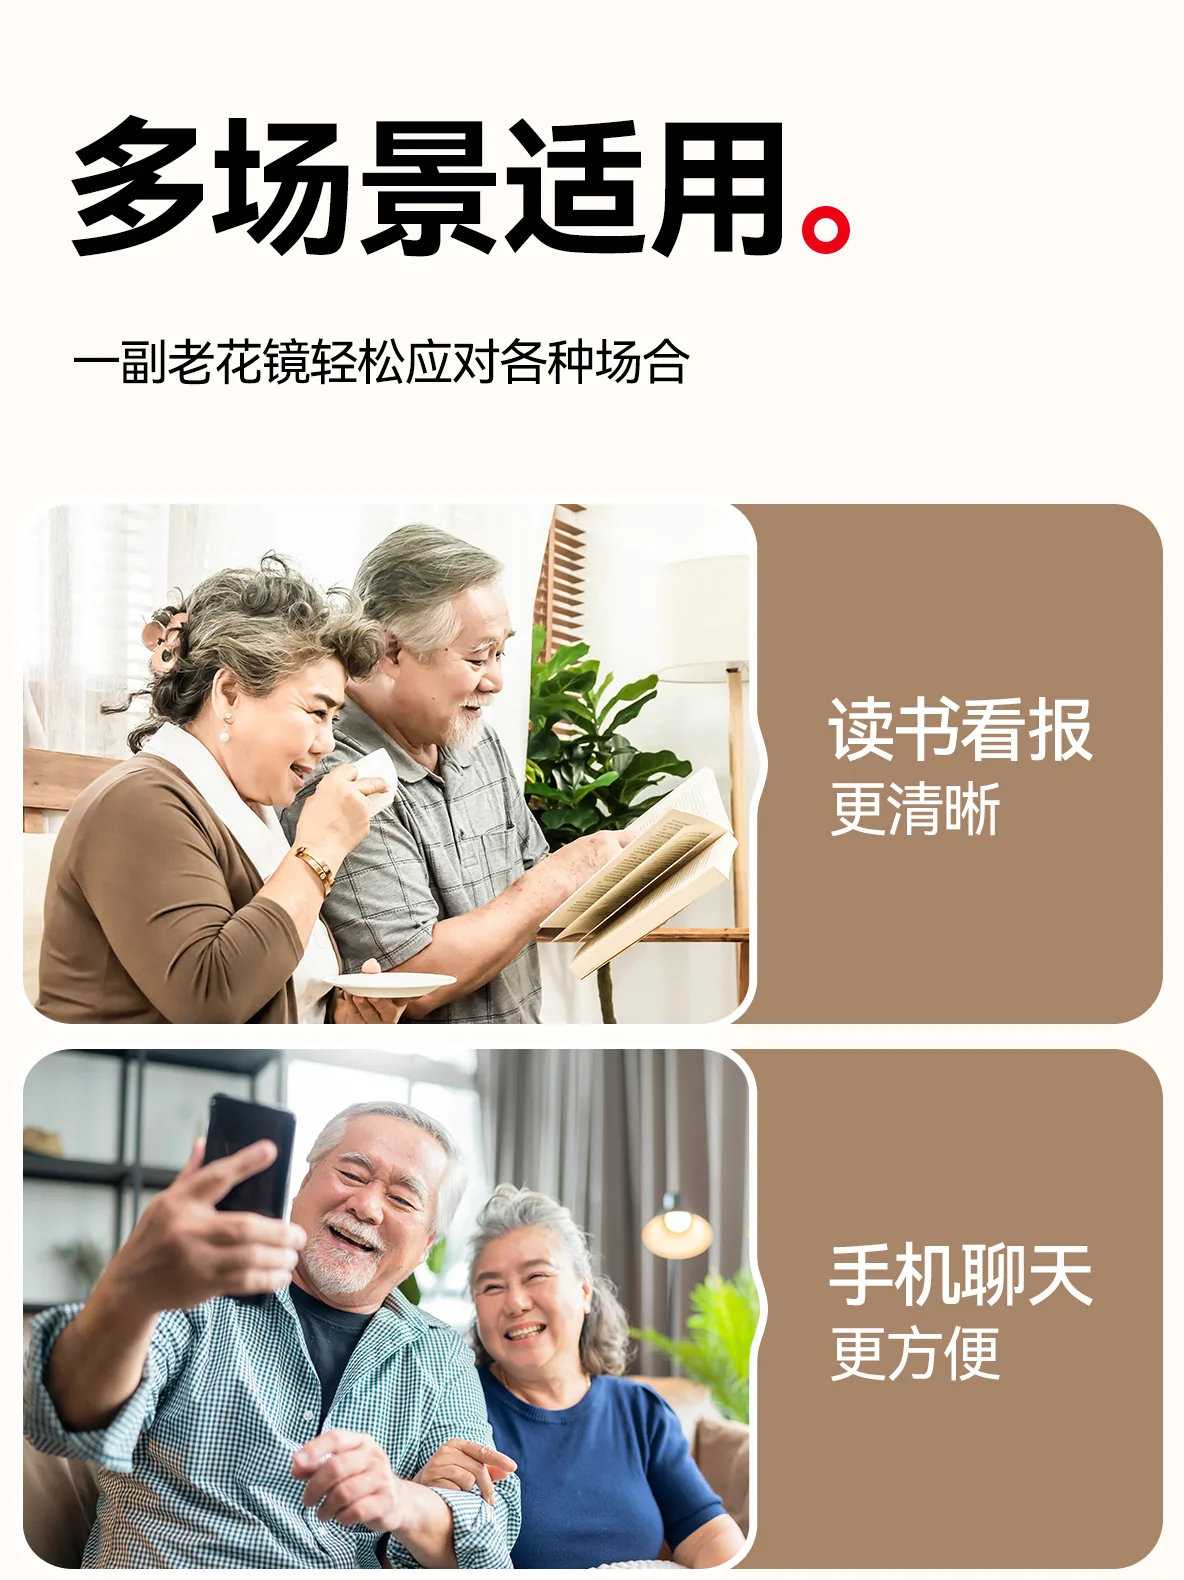 多场景适用。
一副老花镜轻松应对各种场合
读书看报
更清晰
手机聊天
更方便